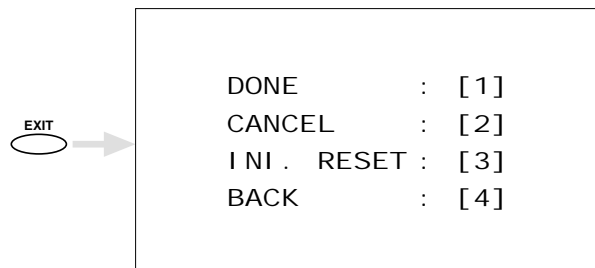 EXIT
DONE : [1]
CANCEL : [2]
INI. RESET : [3]
BACK : [4]